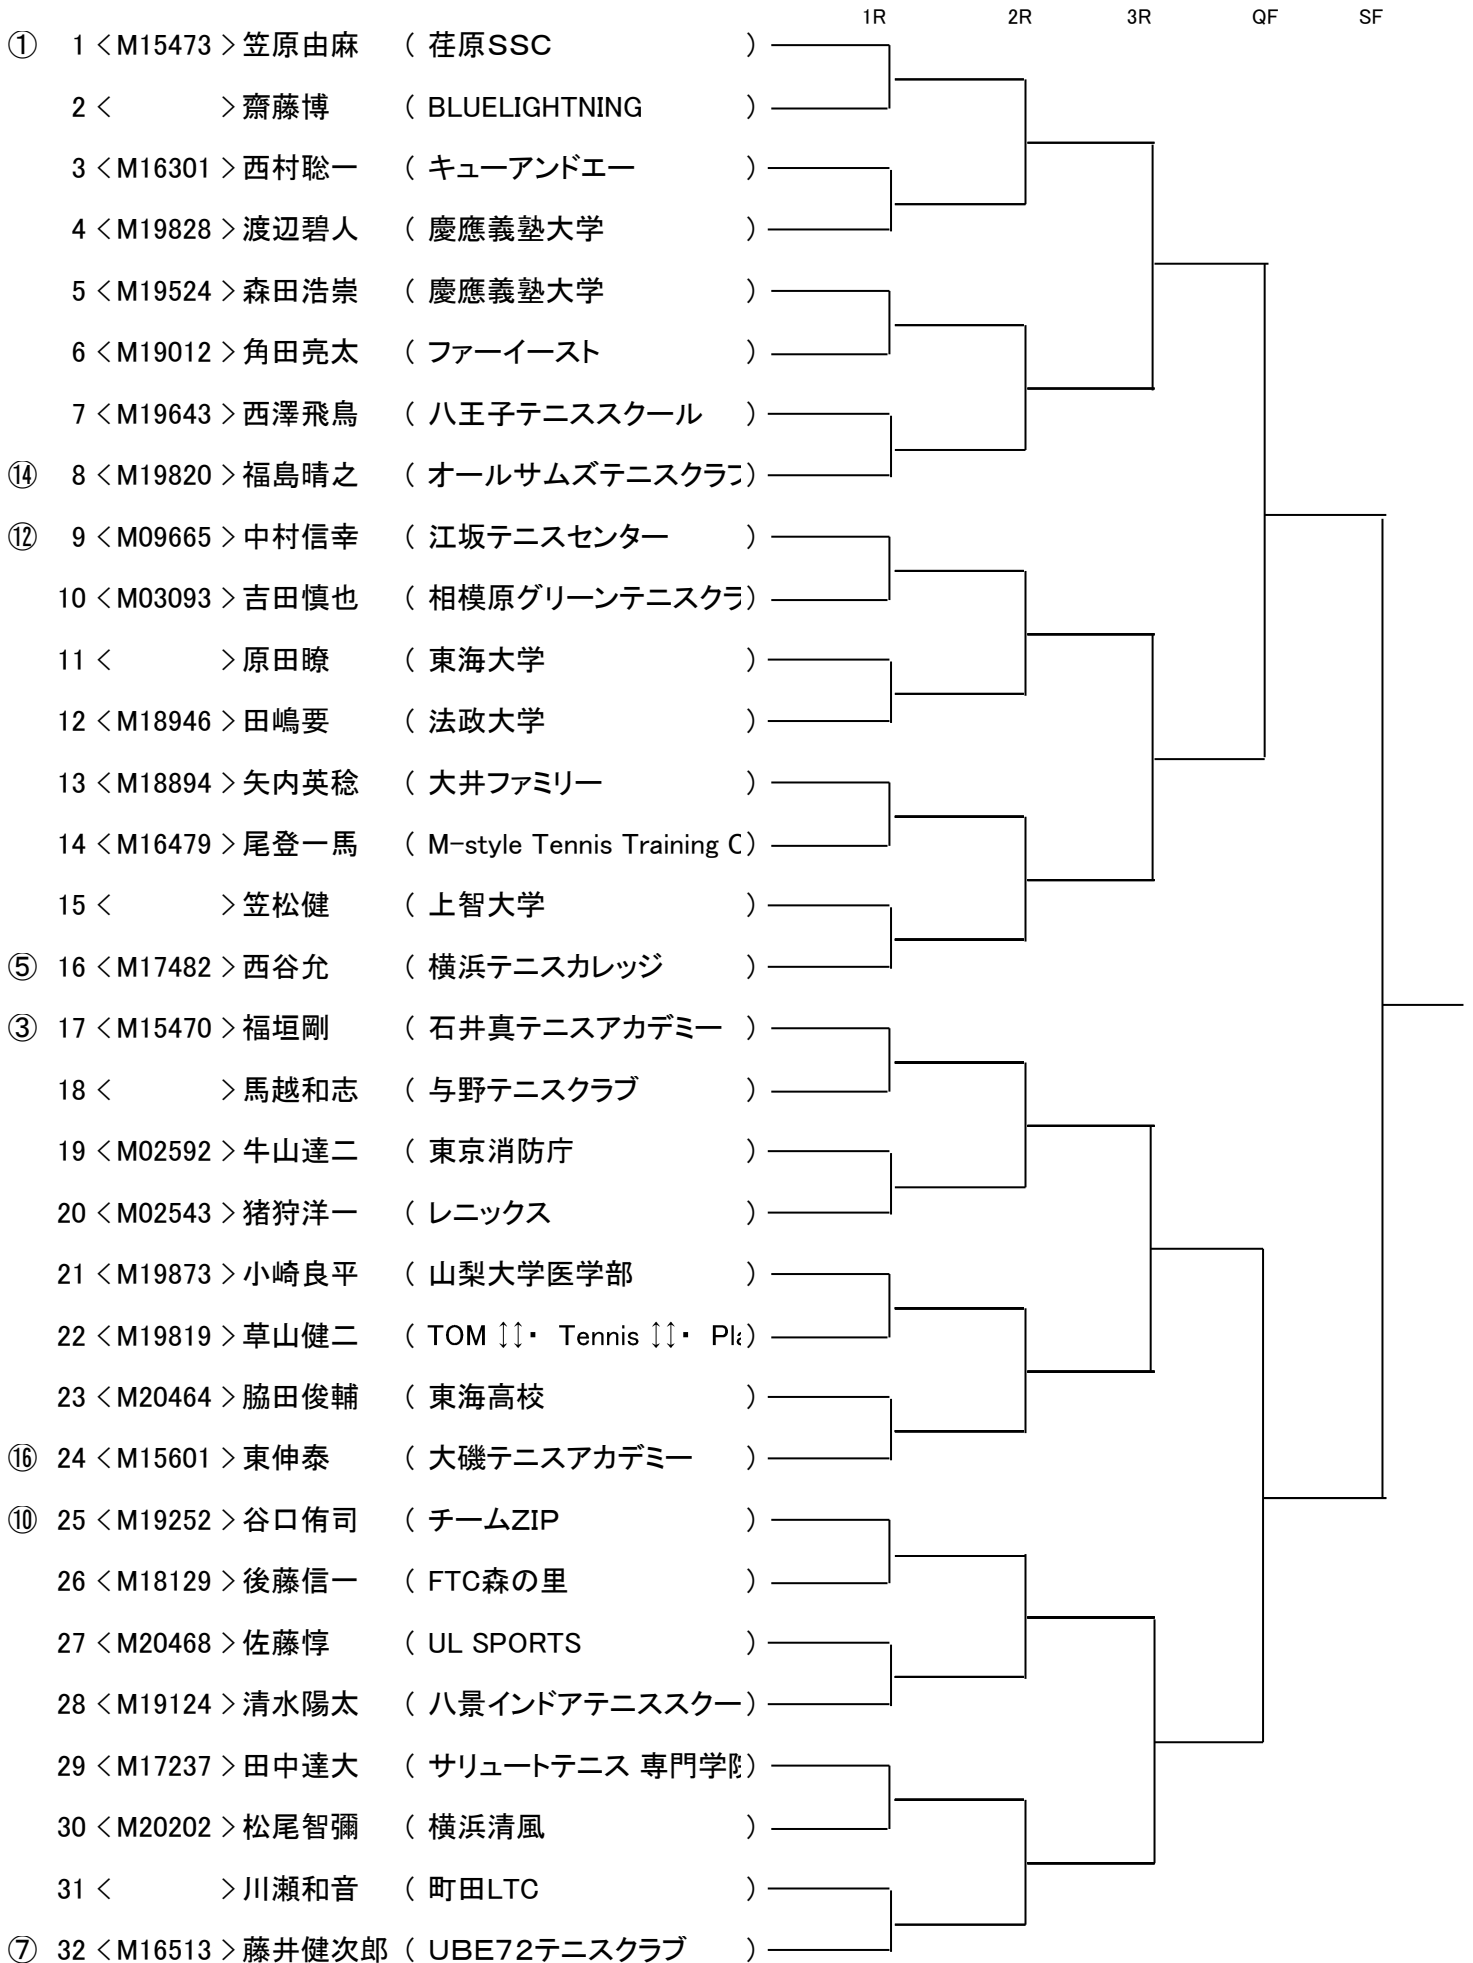 1R 2R 3R QF SF
① 1 <M15473> 笠原由麻 ( 荏原SSC )
2 < > 齋藤博 ( BLUELIGHTNING )
3 <M16301> 西村聡一 ( キューアンドエー )
4 <M19828> 渡辺碧人 ( 慶應義塾大学 )
5 <M19524> 森田浩崇 ( 慶應義塾大学 )
6 <M19012> 角田亮太 ( ファーイースト )
7 <M19643> 西澤飛鳥 ( 八王子テニススクール )
⑭ 8 <M19820> 福島晴之 ( オールサムズテニスクラブ)
⑫ 9 <M09665> 中村信幸 ( 江坂テニスセンター )
10 <M03093> 吉田慎也 ( 相模原グリーンテニスクラ)
11 < > 原田瞭 ( 東海大学 )
12 <M18946> 田嶋要 ( 法政大学 )
13 <M18894> 矢内英稔 ( 大井ファミリー )
14 <M16479> 尾登一馬 ( M-style Tennis Training C)
15 < > 笠松健 ( 上智大学 )
⑤ 16 <M17482> 西谷允 ( 横浜テニスカレッジ )
③ 17 <M15470> 福垣剛 ( 石井真テニスアカデミー )
18 < > 馬越和志 ( 与野テニスクラブ )
19 <M02592> 牛山達二 ( 東京消防庁 )
20 <M02543> 猪狩洋一 ( レニックス )
21 <M19873> 小崎良平 ( 山梨大学医学部 )
22 <M19819> 草山健二 ( TOM ↕↕・ Tennis ↕↕・ Pla)
23 <M20464> 脇田俊輔 ( 東海高校 )
⑯ 24 <M15601> 東伸泰 ( 大磯テニスアカデミー )
⑩ 25 <M19252> 谷口侑司 ( チームZIP )
26 <M18129> 後藤信一 ( FTC森の里 )
27 <M20468> 佐藤惇 ( UL SPORTS )
28 <M19124> 清水陽太 ( 八景インドアテニススクー)
29 <M17237> 田中達大 ( サリュートテニス 専門学院)
30 <M20202> 松尾智彌 ( 横浜清風 )
31 < > 川瀬和音 ( 町田LTC )
⑦ 32 <M16513> 藤井健次郎 ( UBE72テニスクラブ )